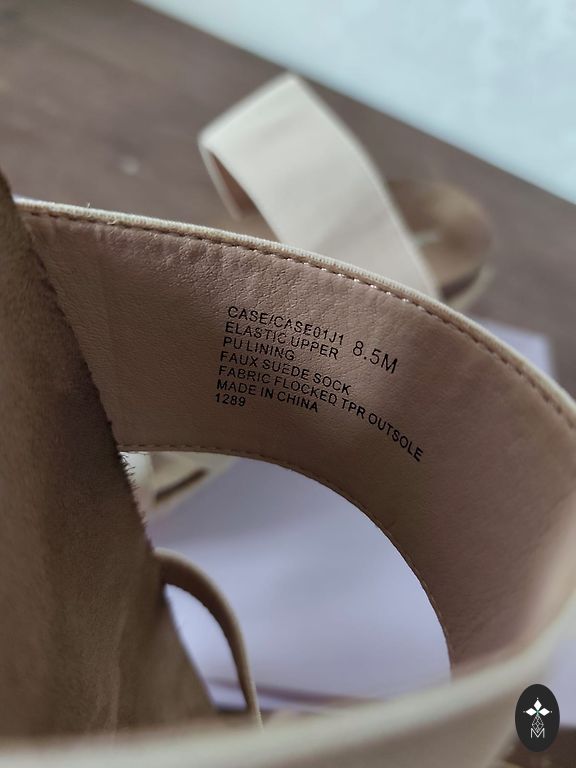 CASE/CASE01J1 8.5M
ELASTIC UPPER
PU LINING
FAUX SUEDE SOCK
FABRIC FLOCKED TPR OUTSOLE
MADE IN CHINA
1289
M